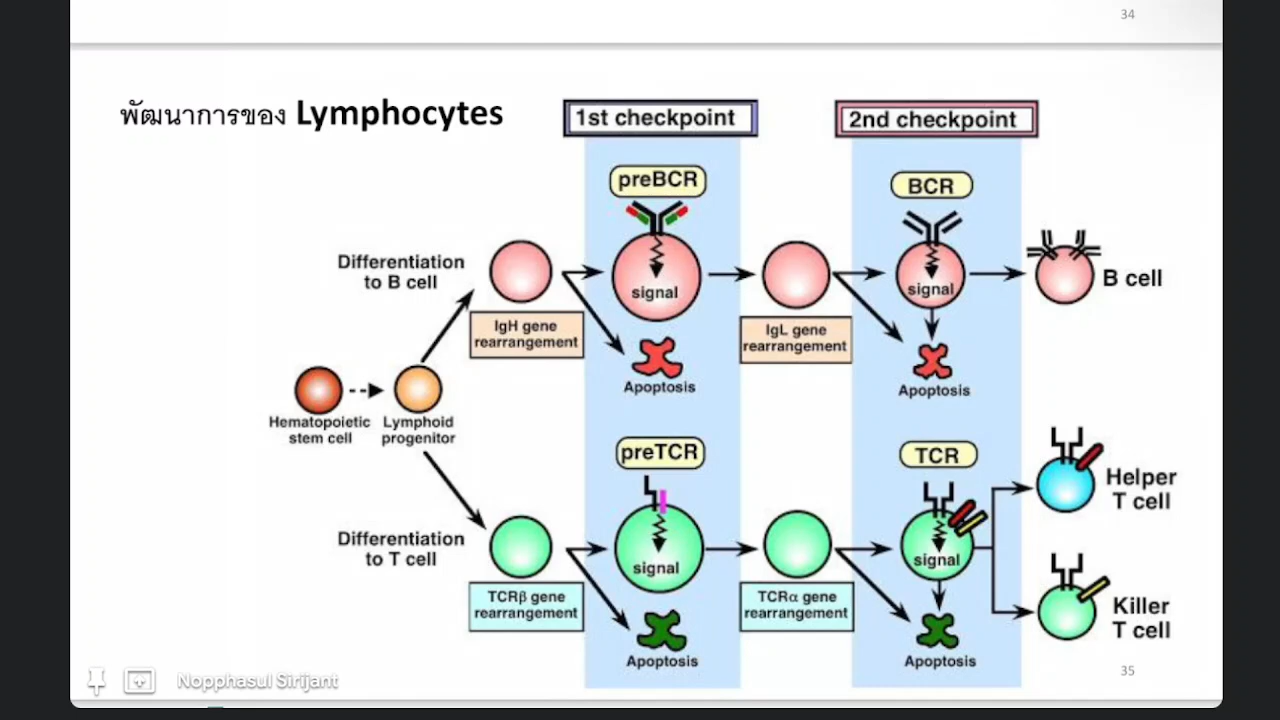 34
พัฒนาการของ Lymphocytes
1st checkpoint
2nd checkpoint
preBCR
BCR
Differentiation
to B cell
signal
signal
B cell
IgH gene
rearrangement
IgL gene
rearrangement
Apoptosis
Apoptosis
Hematopoietic
stem cell
Lymphoid
progenitor
preTCR
TCR
Helper
T cell
Differentiation
to T cell
signal
signal
TCRβ gene
rearrangement
TCRα gene
rearrangement
Killer
T cell
Apoptosis
Apoptosis
35
Nopphasul Sirijant